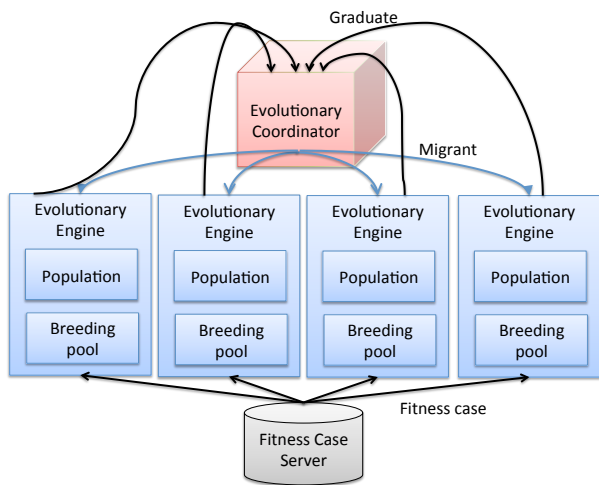 Graduate
Evolutionary
Coordinator
Migrant
Evolutionary
Engine
Population
Breeding
pool
Evolutionary
Engine
Population
Breeding
pool
Evolutionary
Engine
Population
Breeding
pool
Evolutionary
Engine
Population
Breeding
pool
Fitness case
Fitness Case
Server